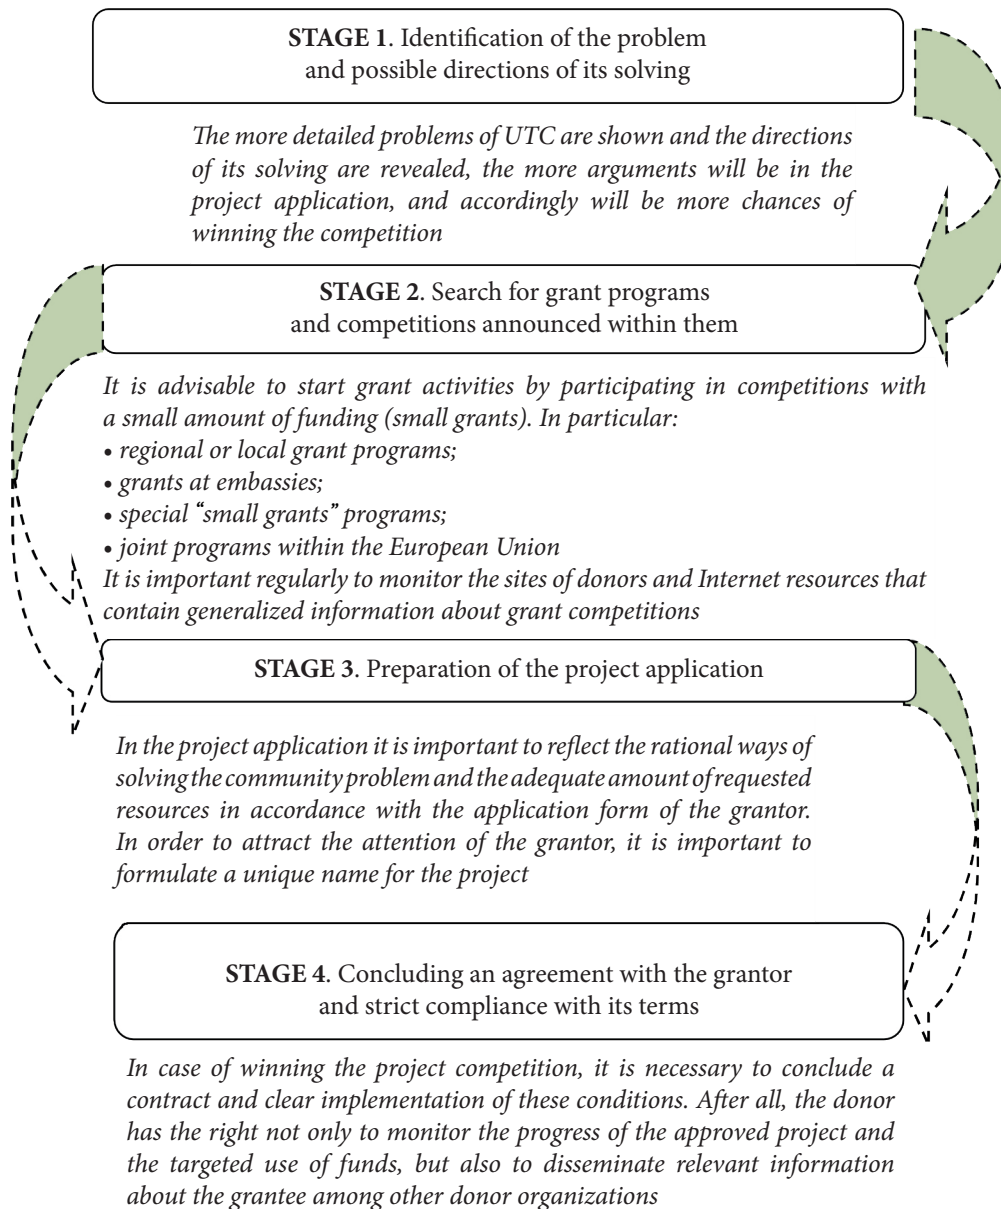 STAGE 1. Identification of the problem
and possible directions of its solving
The more detailed problems of UTC are shown and the directions
of its solving are revealed, the more arguments will be in the
project application, and accordingly will be more chances of
winning the competition
STAGE 2. Search for grant programs
and competitions announced within them
It is advisable to start grant activities by participating in competitions with
a small amount of funding (small grants). In particular:
• regional or local grant programs;
• grants at embassies;
• special “small grants” programs;
• joint programs within the European Union
It is important regularly to monitor the sites of donors and Internet resources that
contain generalized information about grant competitions
STAGE 3. Preparation of the project application
In the project application it is important to reflect the rational ways of
solving the community problem and the adequate amount of requested
resources in accordance with the application form of the grantor.
In order to attract the attention of the grantor, it is important to
formulate a unique name for the project
STAGE 4. Concluding an agreement with the grantor
and strict compliance with its terms
In case of winning the project competition, it is necessary to conclude a
contract and clear implementation of these conditions. After all, the donor
has the right not only to monitor the progress of the approved project and
the targeted use of funds, but also to disseminate relevant information
about the grantee among other donor organizations